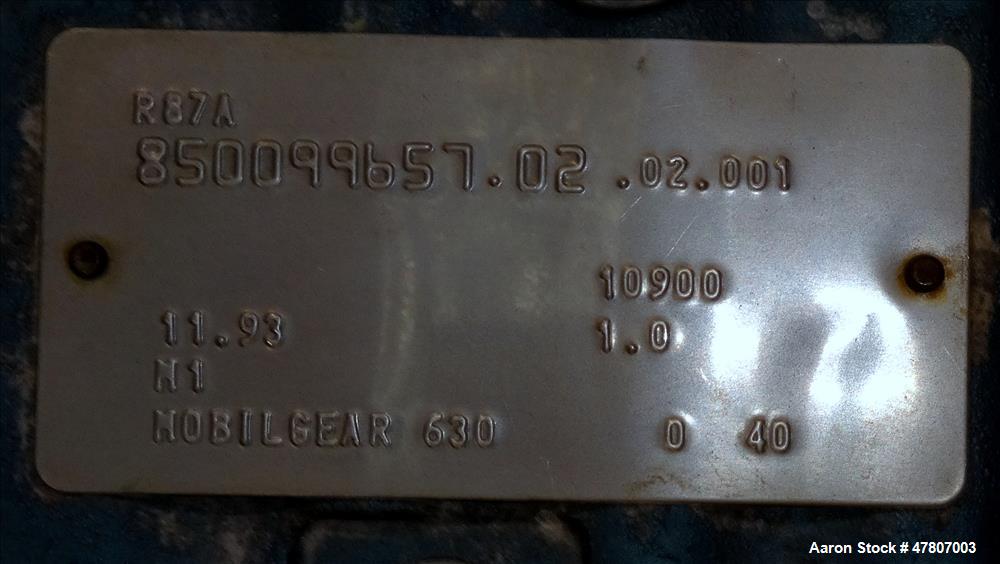 R87A
850099657.02 .02.001
10900
11.93 1.0
M1
MOBILGEAR 630 0 40
Aaron Stock # 47807003